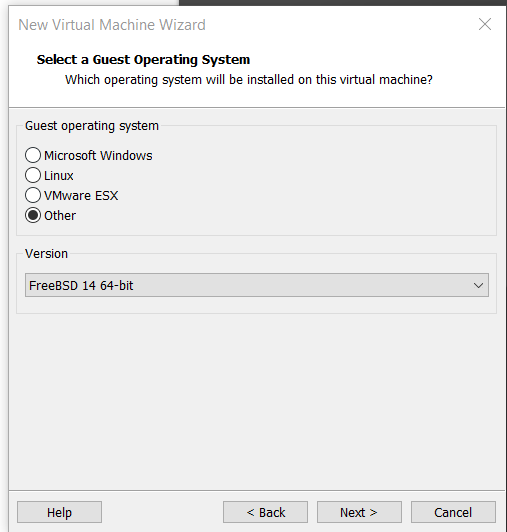 New Virtual Machine Wizard
Select a Guest Operating System
Which operating system will be installed on this virtual machine?
Guest operating system
Microsoft Windows
Linux
VMware ESX
Other
Version
FreeBSD 14 64-bit
Help
< Back
Next >
Cancel